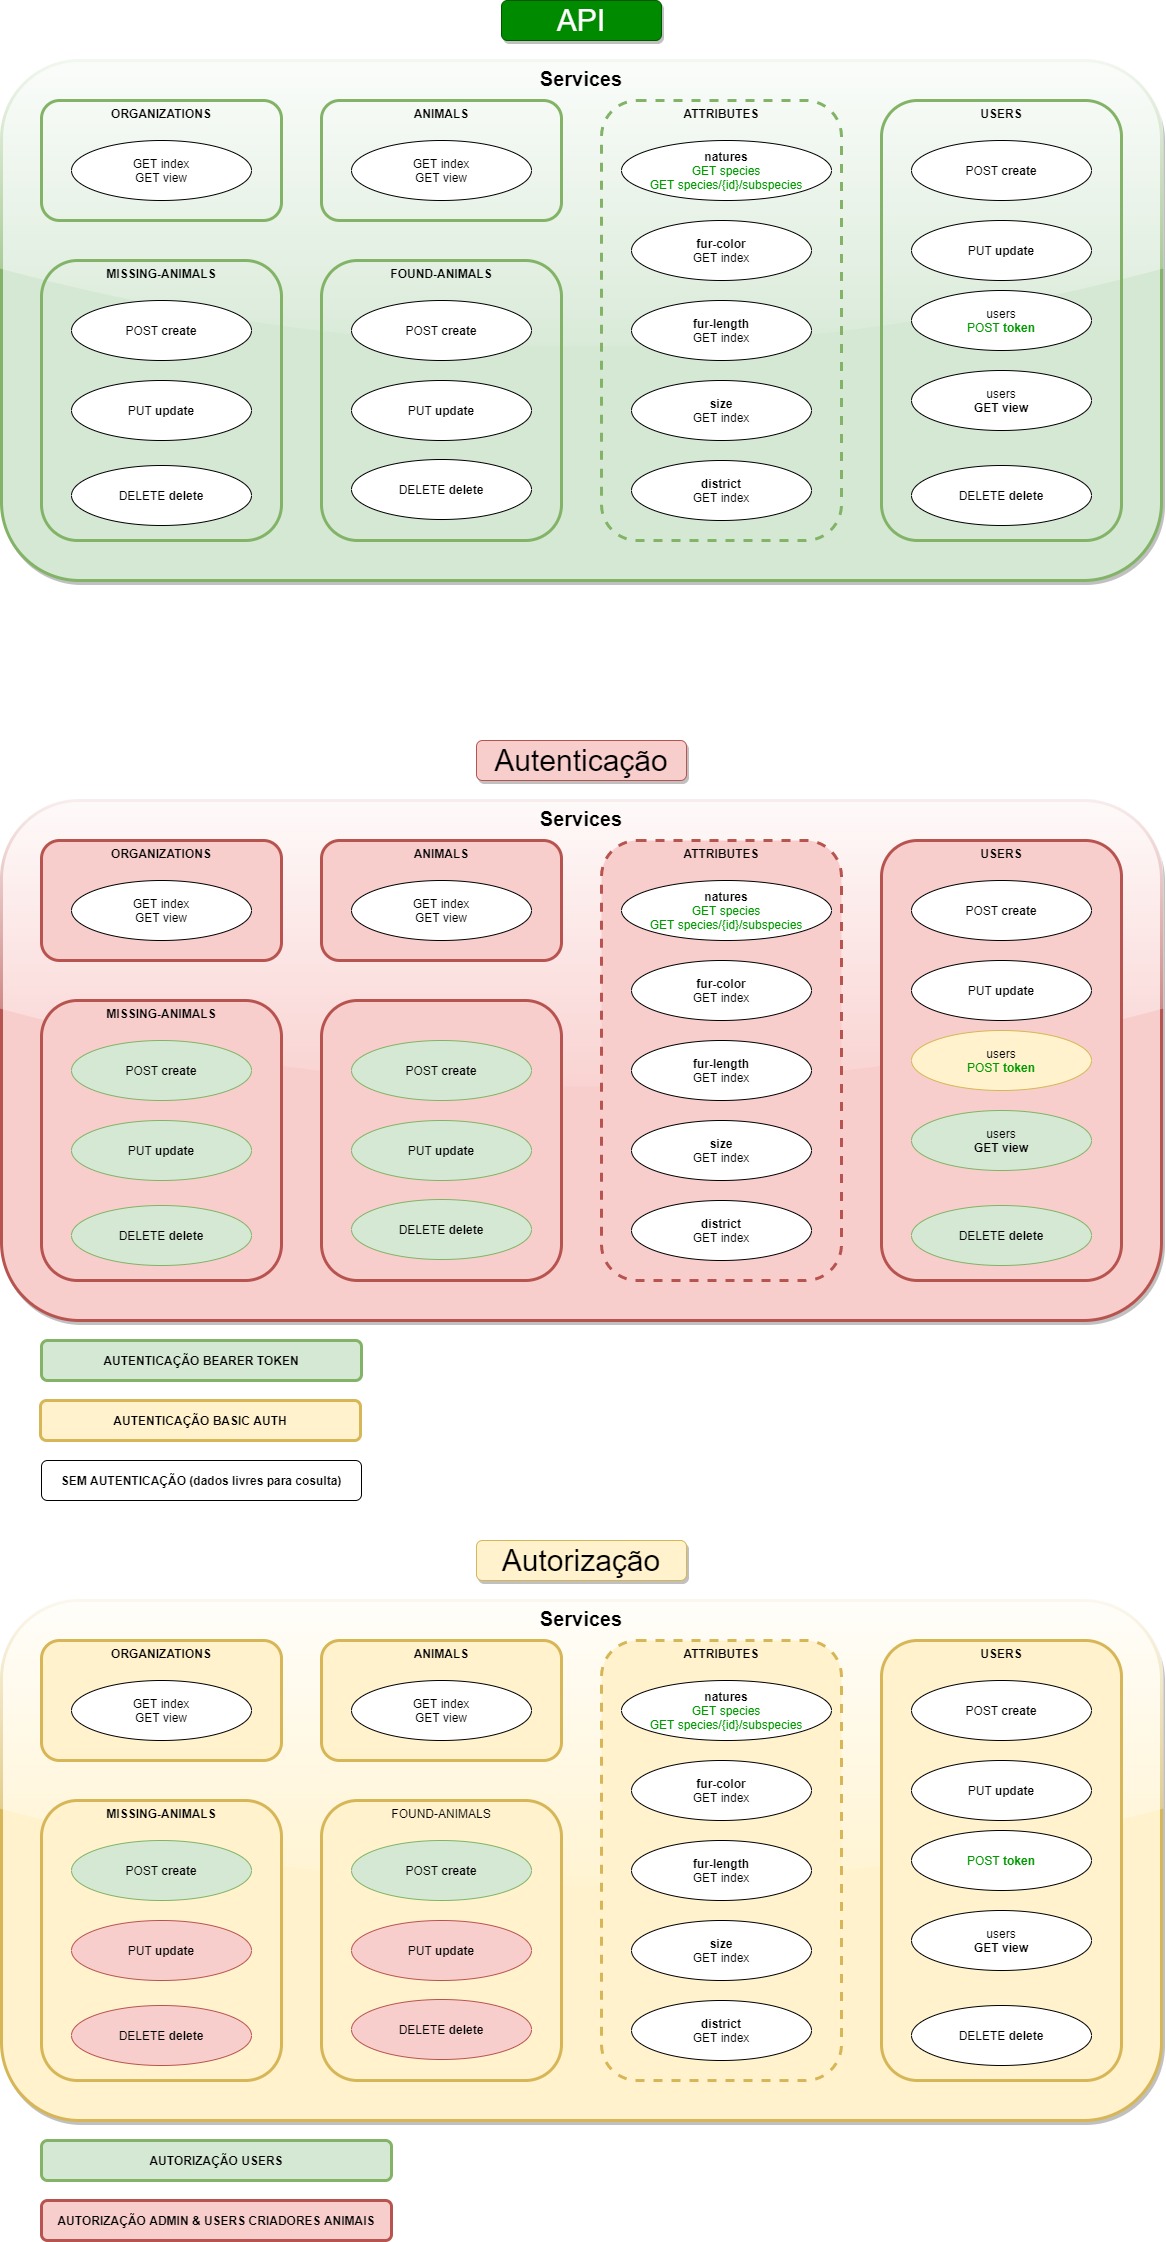 API
Services
ORGANIZATIONS
GET index
GET view
ANIMALS
GET index
GET view
MISSING-ANIMALS
POST create
PUT update
DELETE delete
FOUND-ANIMALS
POST create
PUT update
DELETE delete
ATTRIBUTES
natures
GET species
GET species/{id}/subspecies
fur-color
GET index
fur-length
GET index
size
GET index
district
GET index
USERS
POST create
PUT update
users
POST token
users
GET view
DELETE delete
Autenticação
Services
ORGANIZATIONS
GET index
GET view
ANIMALS
GET index
GET view
MISSING-ANIMALS
POST create
PUT update
DELETE delete
POST create
PUT update
DELETE delete
ATTRIBUTES
natures
GET species
GET species/{id}/subspecies
fur-color
GET index
fur-length
GET index
size
GET index
district
GET index
USERS
POST create
PUT update
users
POST token
users
GET view
DELETE delete
AUTENTICAÇÃO BEARER TOKEN
AUTENTICAÇÃO BASIC AUTH
SEM AUTENTICAÇÃO (dados livres para cosulta)
Autorização
Services
ORGANIZATIONS
GET index
GET view
ANIMALS
GET index
GET view
MISSING-ANIMALS
POST create
PUT update
DELETE delete
FOUND-ANIMALS
POST create
PUT update
DELETE delete
ATTRIBUTES
natures
GET species
GET species/{id}/subspecies
fur-color
GET index
fur-length
GET index
size
GET index
district
GET index
USERS
POST create
PUT update
POST token
users
GET view
DELETE delete
AUTORIZAÇÃO USERS
AUTORIZAÇÃO ADMIN & USERS CRIADORES ANIMAIS